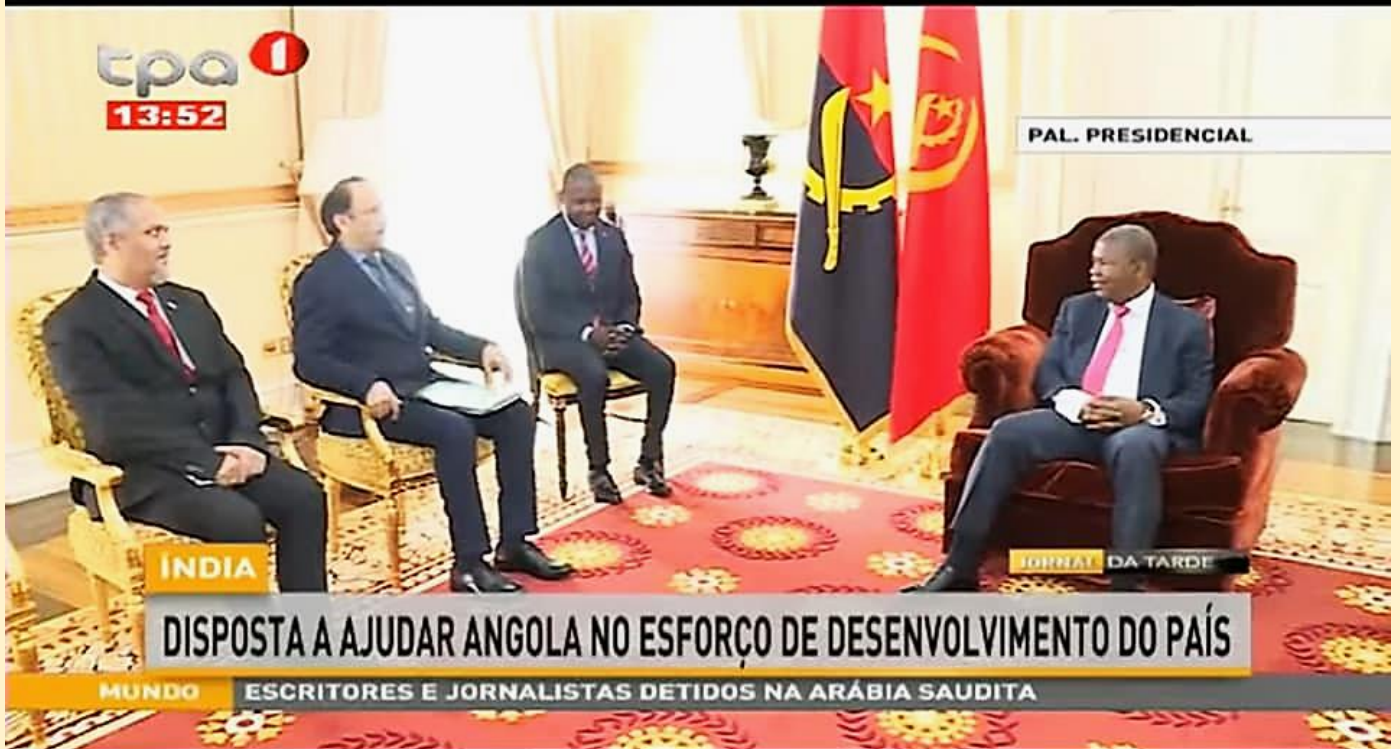 tpa 1
13:52
PAL. PRESIDENCIAL
JORNAL DA TARDE
ÍNDIA
DISPOSTA A AJUDAR ANGOLA NO ESFORÇO DE DESENVOLVIMENTO DO PAÍS
MUNDO ESCRITORES E JORNALISTAS DETIDOS NA ARÁBIA SAUDITA